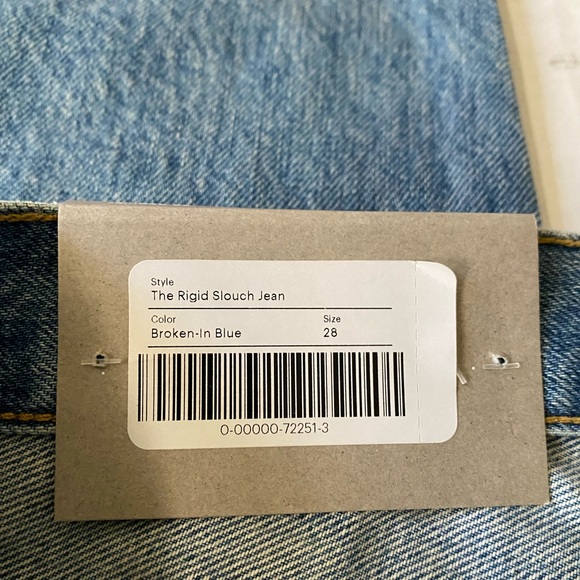 Style
The Rigid Slouch Jean
Color Size
Broken-In Blue 28
0-00000-72251-3